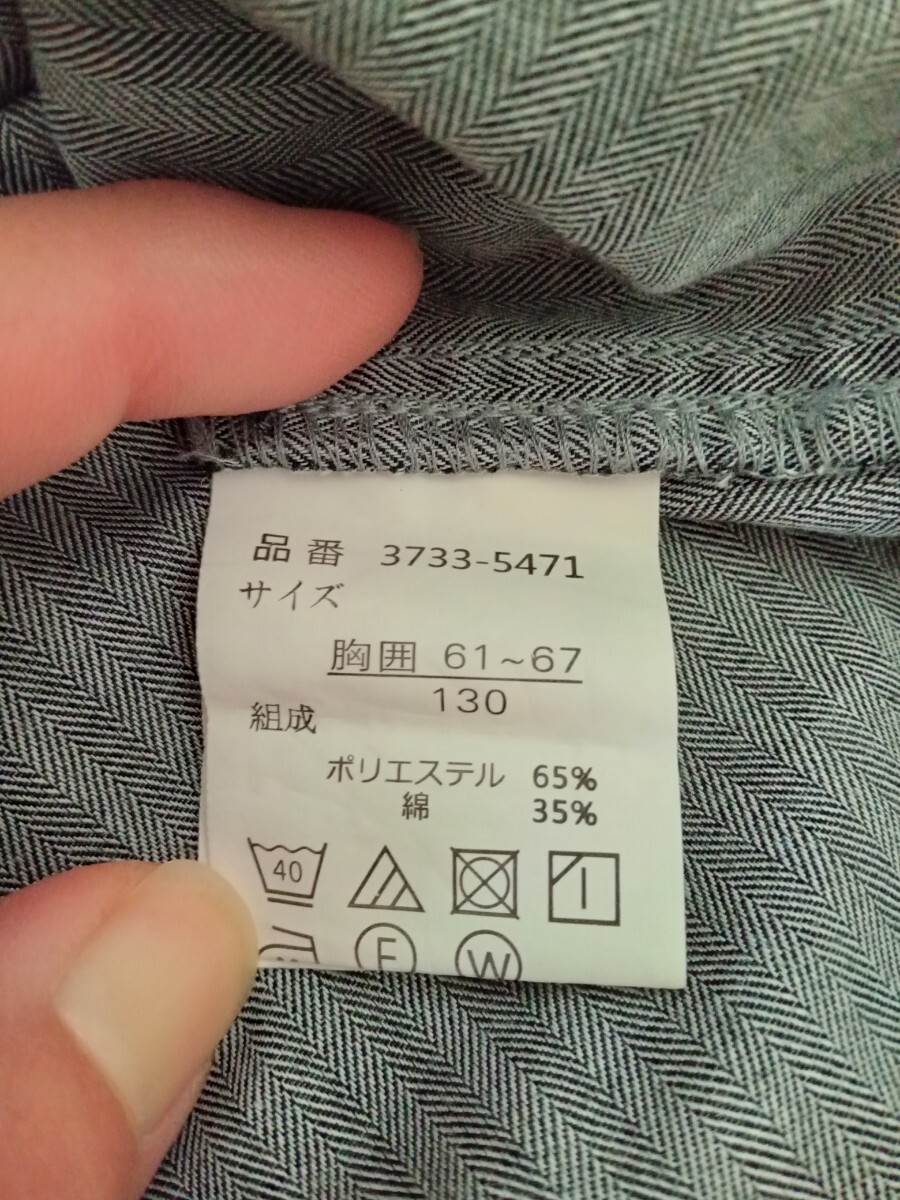 品番 3733-5471
サイズ
胸囲 61~67
130
組成
ポリエステル 65%
綿 35%
40
F
W